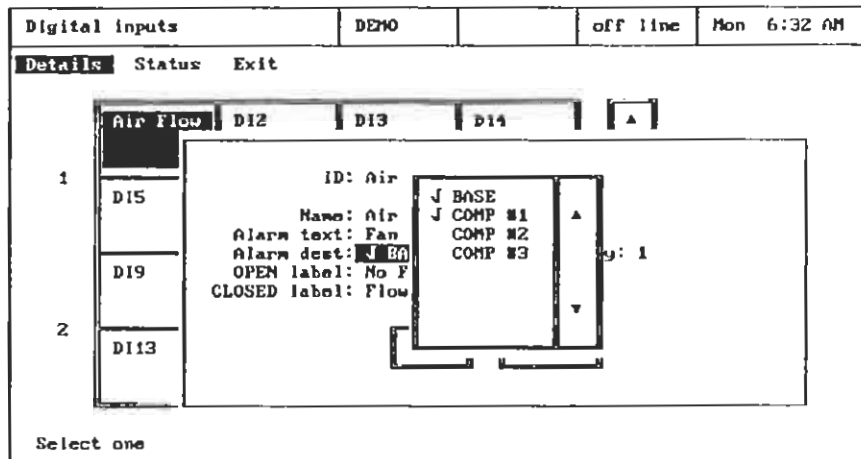 Digital inputs DEMO off line Mon 6:32 AM
Details Status Exit
Air Flow DI2 DI3 DI4
1
DI5
ID: Air
Name: Air
Alarm text: Fan
Alarm dest: √ BA
OPEN label: No F
CLOSED label: Flow
√ BASE
√ COMP #1
COMP #2
COMP #3
y: 1
DI9
2
DI13
Select one